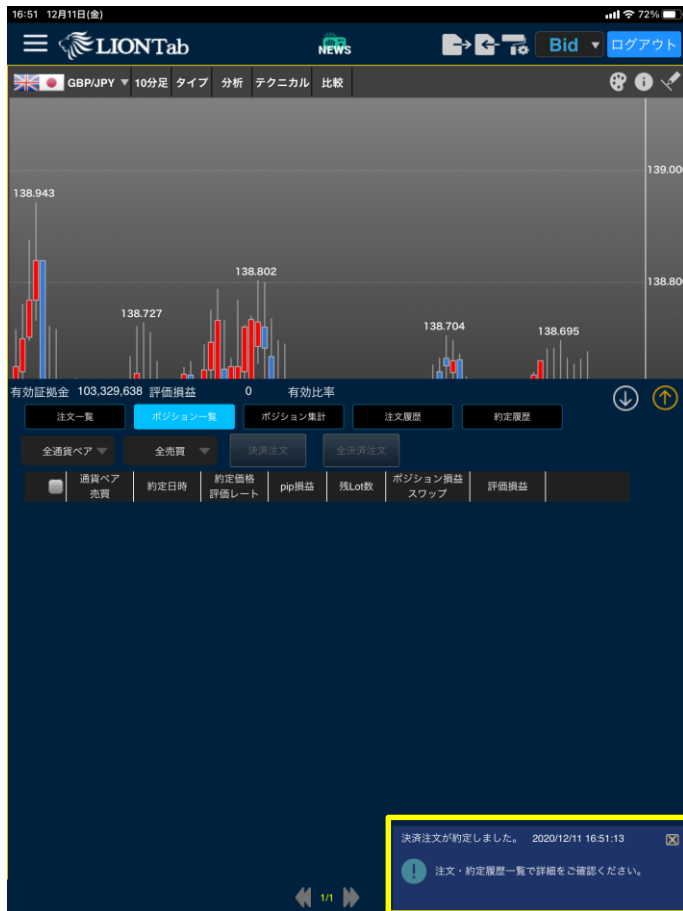 16:51 12月11日(金) 72%
LIONTab NEWS Bid ▼ ログアウト
GBP/JPY ▼ 10分足 タイプ 分析 テクニカル 比較
139.00
138.943
138.802
138.80
138.727
138.704
138.695
有効証拠金 103,329,638 評価損益 0 有効比率
注文一覧 ポジション一覧 ポジション集計 注文履歴 約定履歴
全通貨ペア ▼ 全売買 ▼ 決済注文 全決済注文
通貨ペア 約定日時 約定価格 pip損益 残Lot数 ポジション損益 評価損益
売買 評価レート スワップ
決済注文が約定しました。 2020/12/11 16:51:13
注文・約定履歴一覧で詳細をご確認ください。
1/1